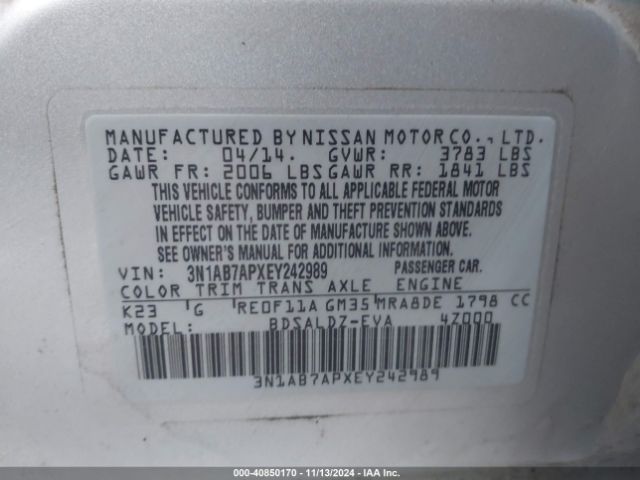 MANUFACTURED BY NISSAN MOTOR CO., LTD.
DATE: 04/14. GVWR: 3783 LBS
GAWR FR: 2006 LBS GAWR RR: 1841 LBS
THIS VEHICLE CONFORMS TO ALL APPLICABLE FEDERAL MOTOR
VEHICLE SAFETY, BUMPER AND THEFT PREVENTION STANDARDS
IN EFFECT ON THE DATE OF MANUFACTURE SHOWN ABOVE.
SEE OWNER'S MANUAL FOR ADDITIONAL INFORMATION.
VIN: 3N1AB7APXEY242989 PASSENGER CAR.
COLOR TRIM TRANS AXLE ENGINE
K23 G RE0F11A GM35 MRA8DE 1798 CC
MODEL: BDSALDZ-EVA 4Z000
3N1AB7APXEY242989
000-40850170 - 11/13/2024 - IAA Inc.